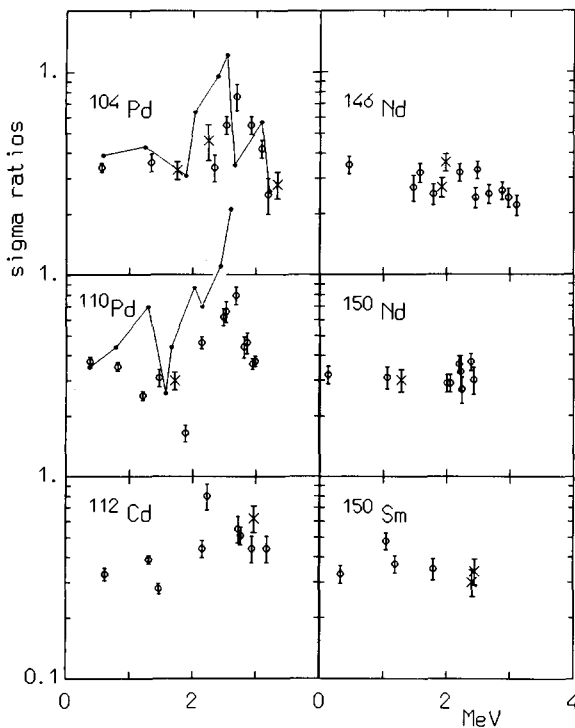 sigma ratios
1.
104 Pd
146 Nd
1.
110 Pd
150 Nd
1.
112 Cd
150 Sm
0.1
0 2 0 2 4
MeV